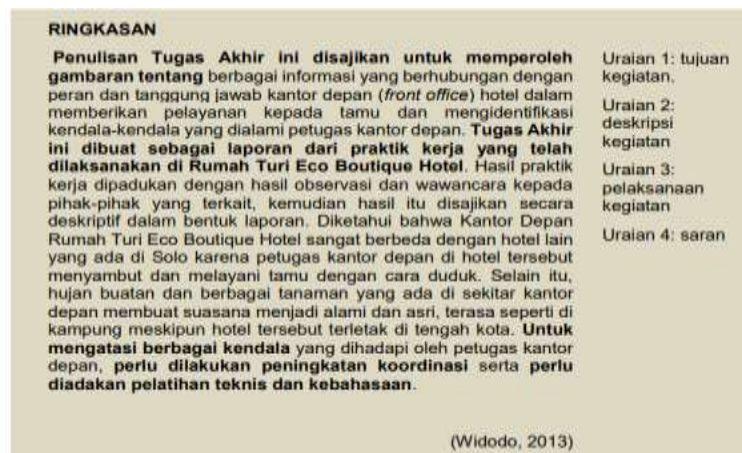 RINGKASAN
Penulisan Tugas Akhir ini disajikan untuk memperoleh
gambaran tentang berbagai informasi yang berhubungan dengan
peran dan tanggung jawab kantor depan (front office) hotel dalam
memberikan pelayanan kepada tamu dan mengidentifikasi
kendala-kendala yang dialami petugas kantor depan. Tugas Akhir
ini dibuat sebagai laporan dari praktik kerja yang telah
dilaksanakan di Rumah Turi Eco Boutique Hotel. Hasil praktik
kerja dipadukan dengan hasil observasi dan wawancara kepada
pihak-pihak yang terkait, kemudian hasil itu disajikan secara
deskriptif dalam bentuk laporan. Diketahui bahwa Kantor Depan
Rumah Turi Eco Boutique Hotel sangat berbeda dengan hotel lain
yang ada di Solo karena petugas kantor depan di hotel tersebut
menyambut dan melayani tamu dengan cara duduk. Selain itu,
hujan buatan dan berbagai tanaman yang ada di sekitar kantor
depan membuat suasana menjadi alami dan asri, terasa seperti di
kampung meskipun hotel tersebut terletak di tengah kota. Untuk
mengatasi berbagai kendala yang dihadapi oleh petugas kantor
depan, perlu dilakukan peningkatan koordinasi serta perlu
diadakan pelatihan teknis dan kebahasaan.
(Widodo, 2013)
Uraian 1: tujuan
kegiatan.
Uraian 2:
deskripsi
kegiatan
Uraian 3:
pelaksanaan
kegiatan
Uraian 4: saran